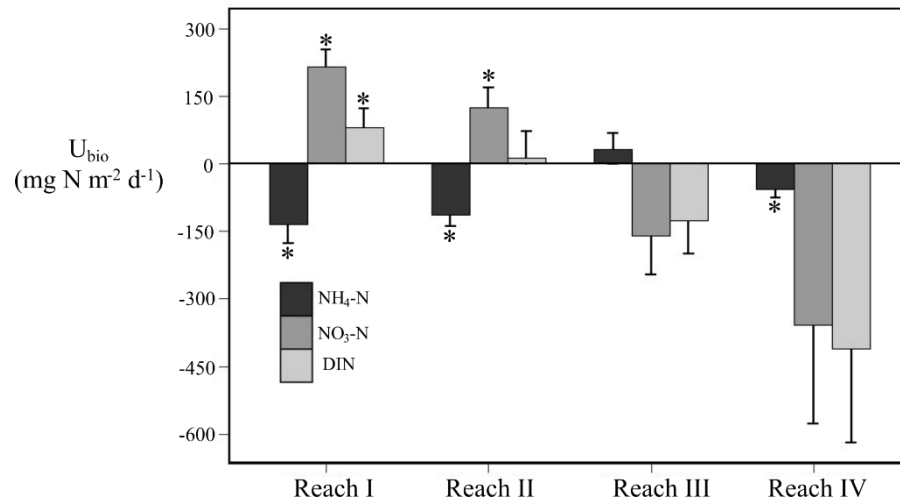 300
150
0
-150
-300
-450
-600
U_bio
(mg N m⁻² d⁻¹)
* * * *
* * *
NH₄-N
NO₃-N
DIN
Reach I Reach II Reach III Reach IV